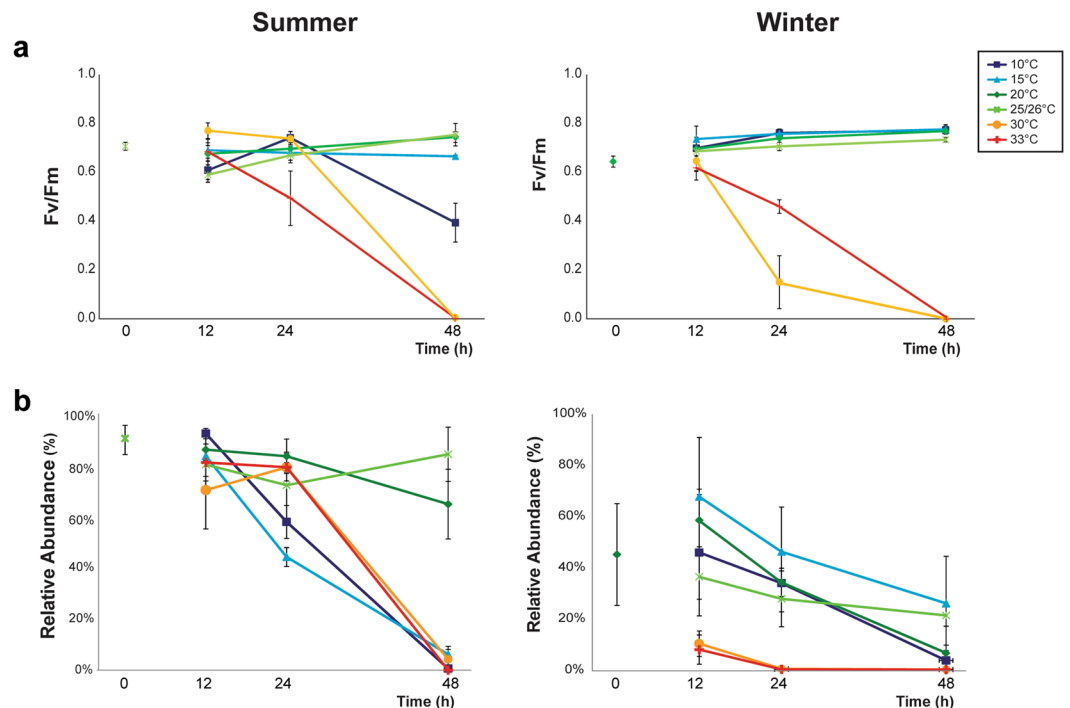 Summer Winter
a
10°C
15°C
20°C
25/26°C
30°C
33°C
1.0
0.8
0.6
0.4
0.2
0.0
Fv/Fm
0 12 24 48
Time (h)
1.0
0.8
0.6
0.4
0.2
0.0
Fv/Fm
0 12 24 48
Time (h)
b
100%
80%
60%
40%
20%
0%
Relative Abundance (%)
0 12 24 48
Time (h)
100%
80%
60%
40%
20%
0%
Relative Abundance (%)
0 12 24 48
Time (h)